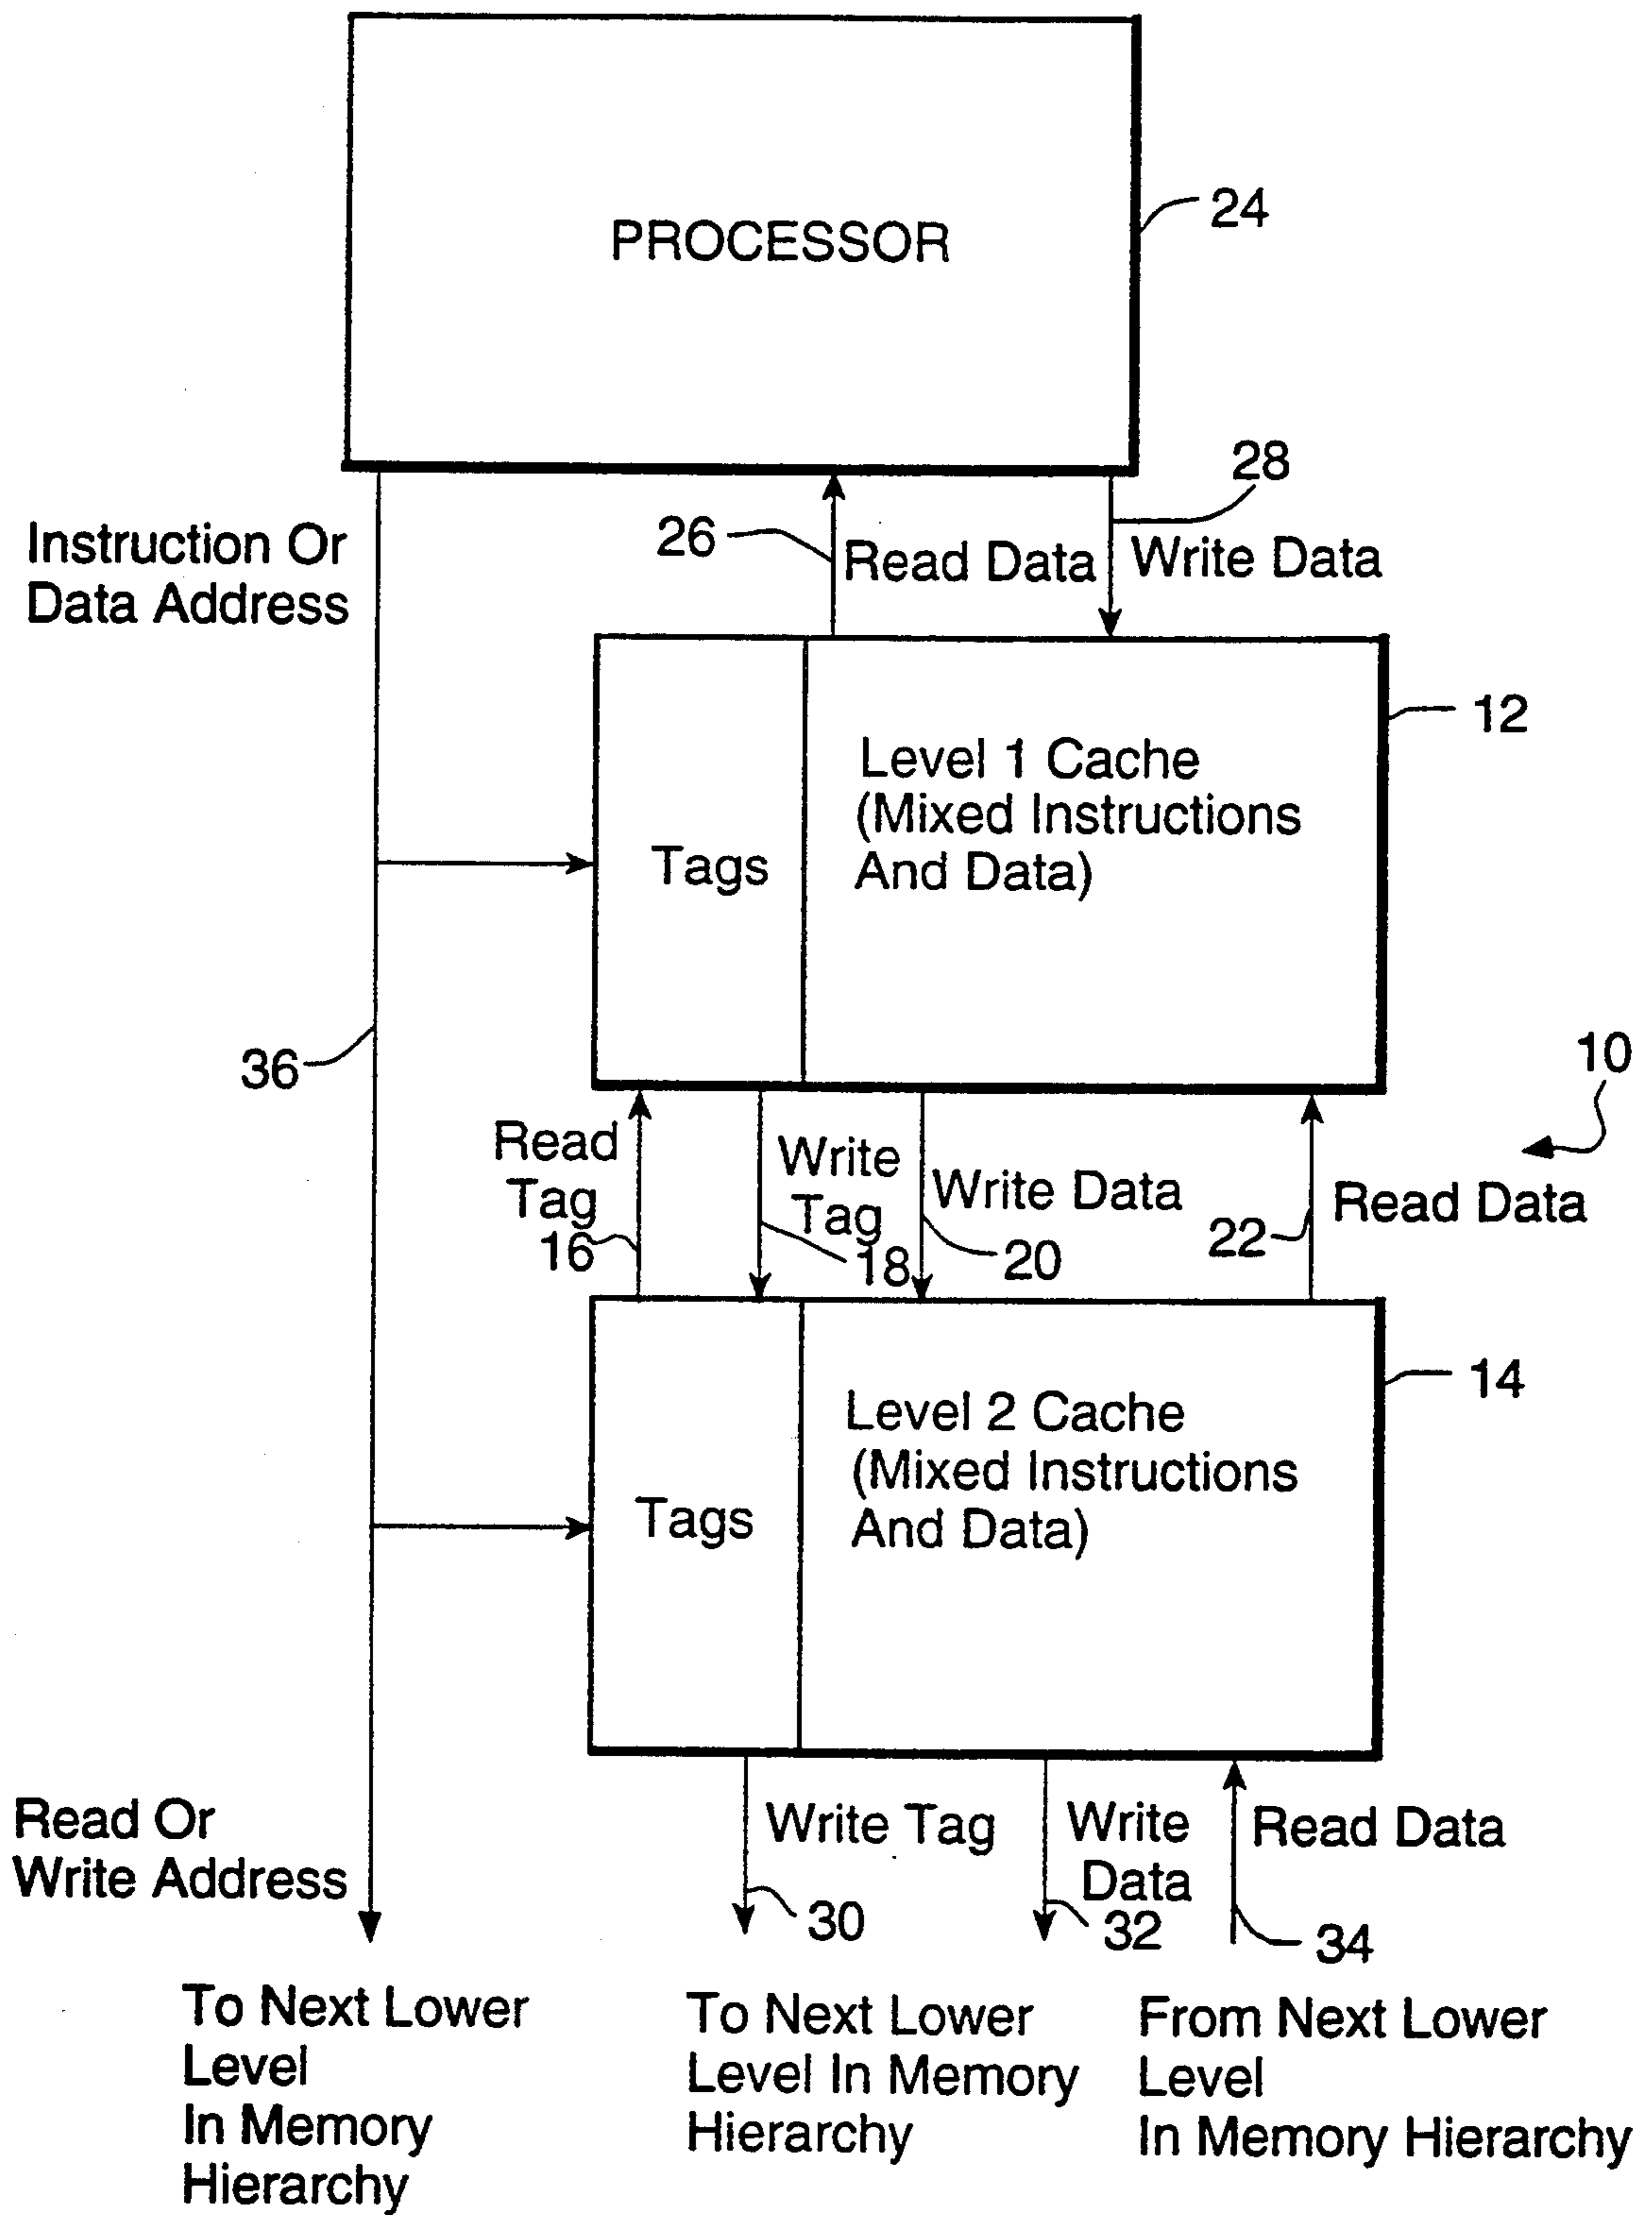 PROCESSOR
24
Instruction Or
Data Address
26
Read Data
28
Write Data
12
Tags
Level 1 Cache
(Mixed Instructions
And Data)
36
10
Read
Tag
16
Write
Tag
18
Write Data
20
22
Read Data
14
Tags
Level 2 Cache
(Mixed Instructions
And Data)
Read Or
Write Address
Write Tag
30
Write
Data
32
Read Data
34
To Next Lower
Level
In Memory
Hierarchy
To Next Lower
Level In Memory
Hierarchy
From Next Lower
Level
In Memory Hierarchy